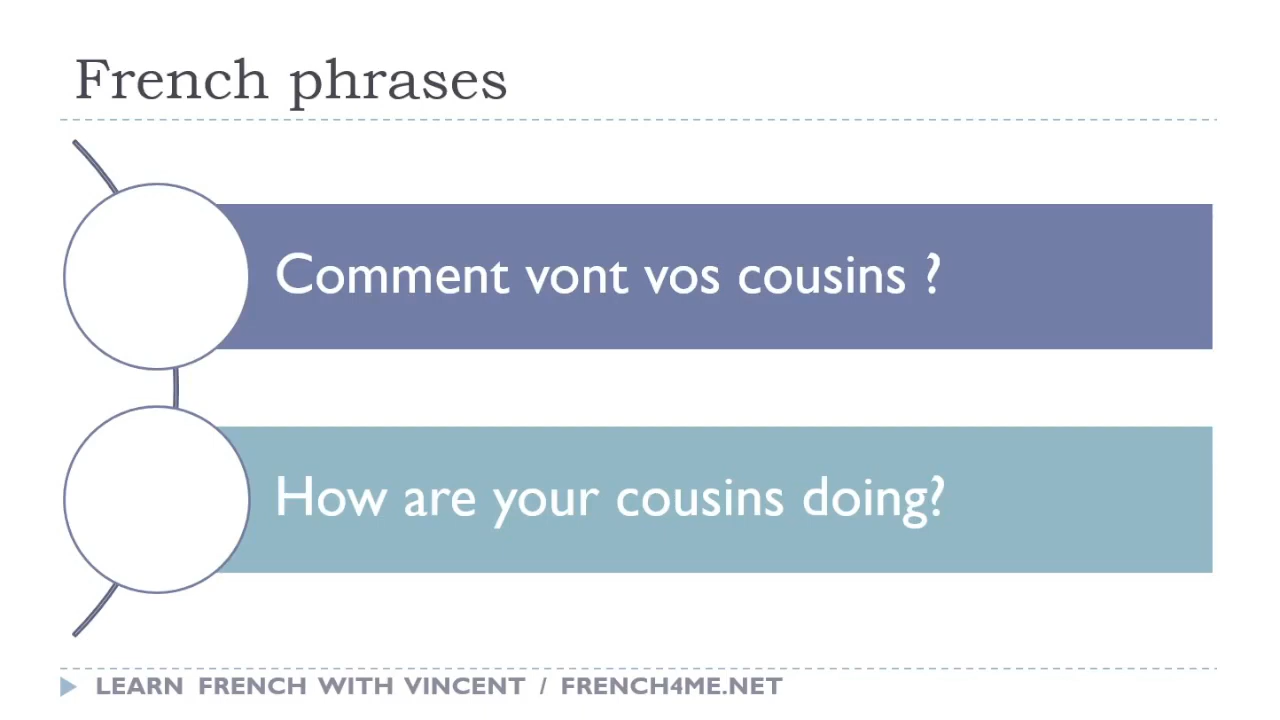 French phrases
Comment vont vos cousins ?
How are your cousins doing?
LEARN FRENCH WITH VINCENT / FRENCH4ME.NET